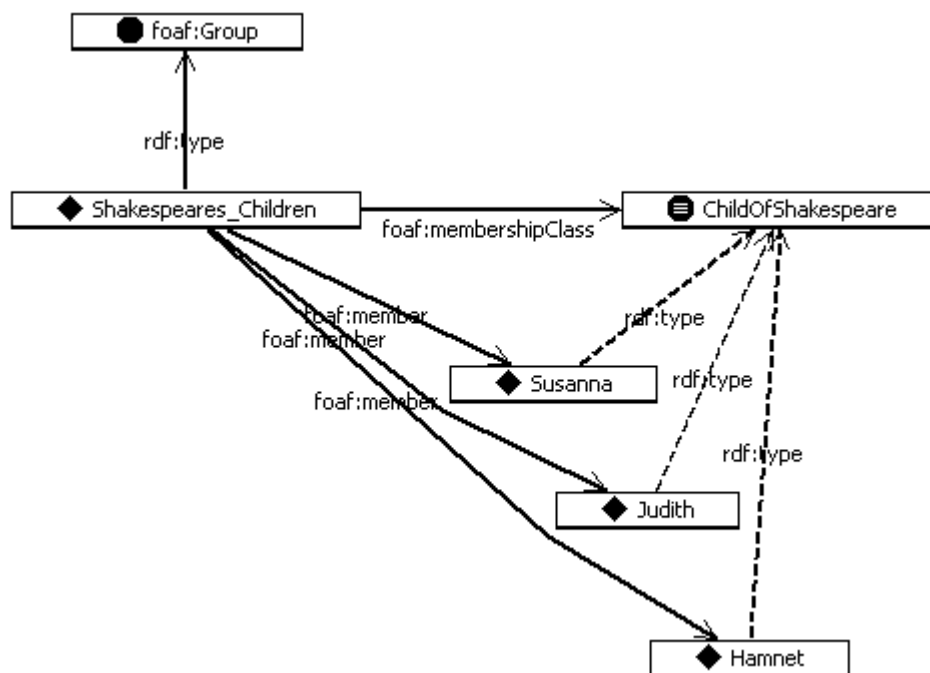 foaf:Group
rdf:type
Shakespeares_Children
ChildOfShakespeare
foaf:membershipClass
foaf:member
rdf:type
foaf:member
Susanna
rdf:type
foaf:member
rdf:type
Judith
Hamnet